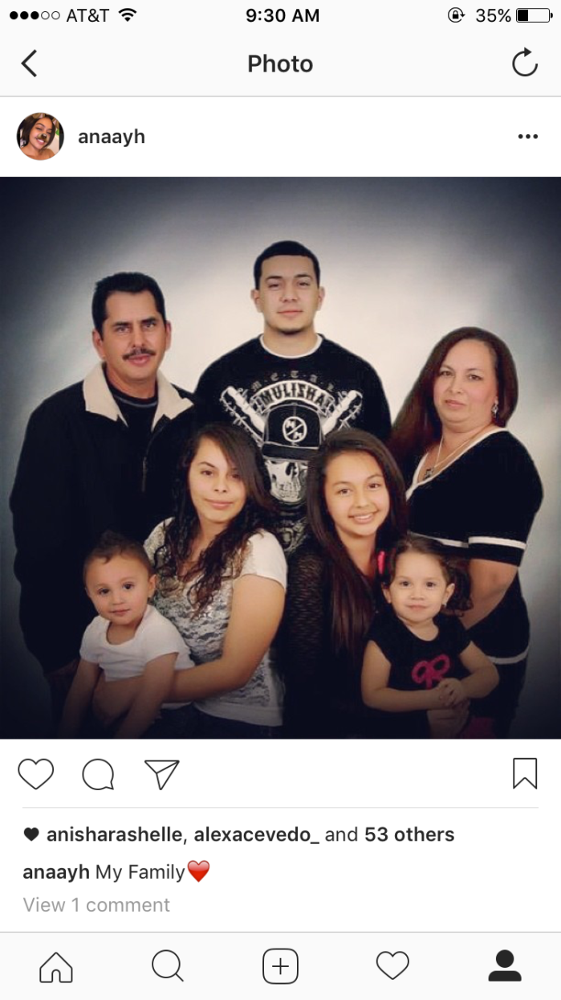 AT&T 9:30 AM 35%
Photo
anaayh
METAL
MULISHA
M/M
anisharashelle, alexacevedo_ and 53 others
anaayh My Family❤️
View 1 comment